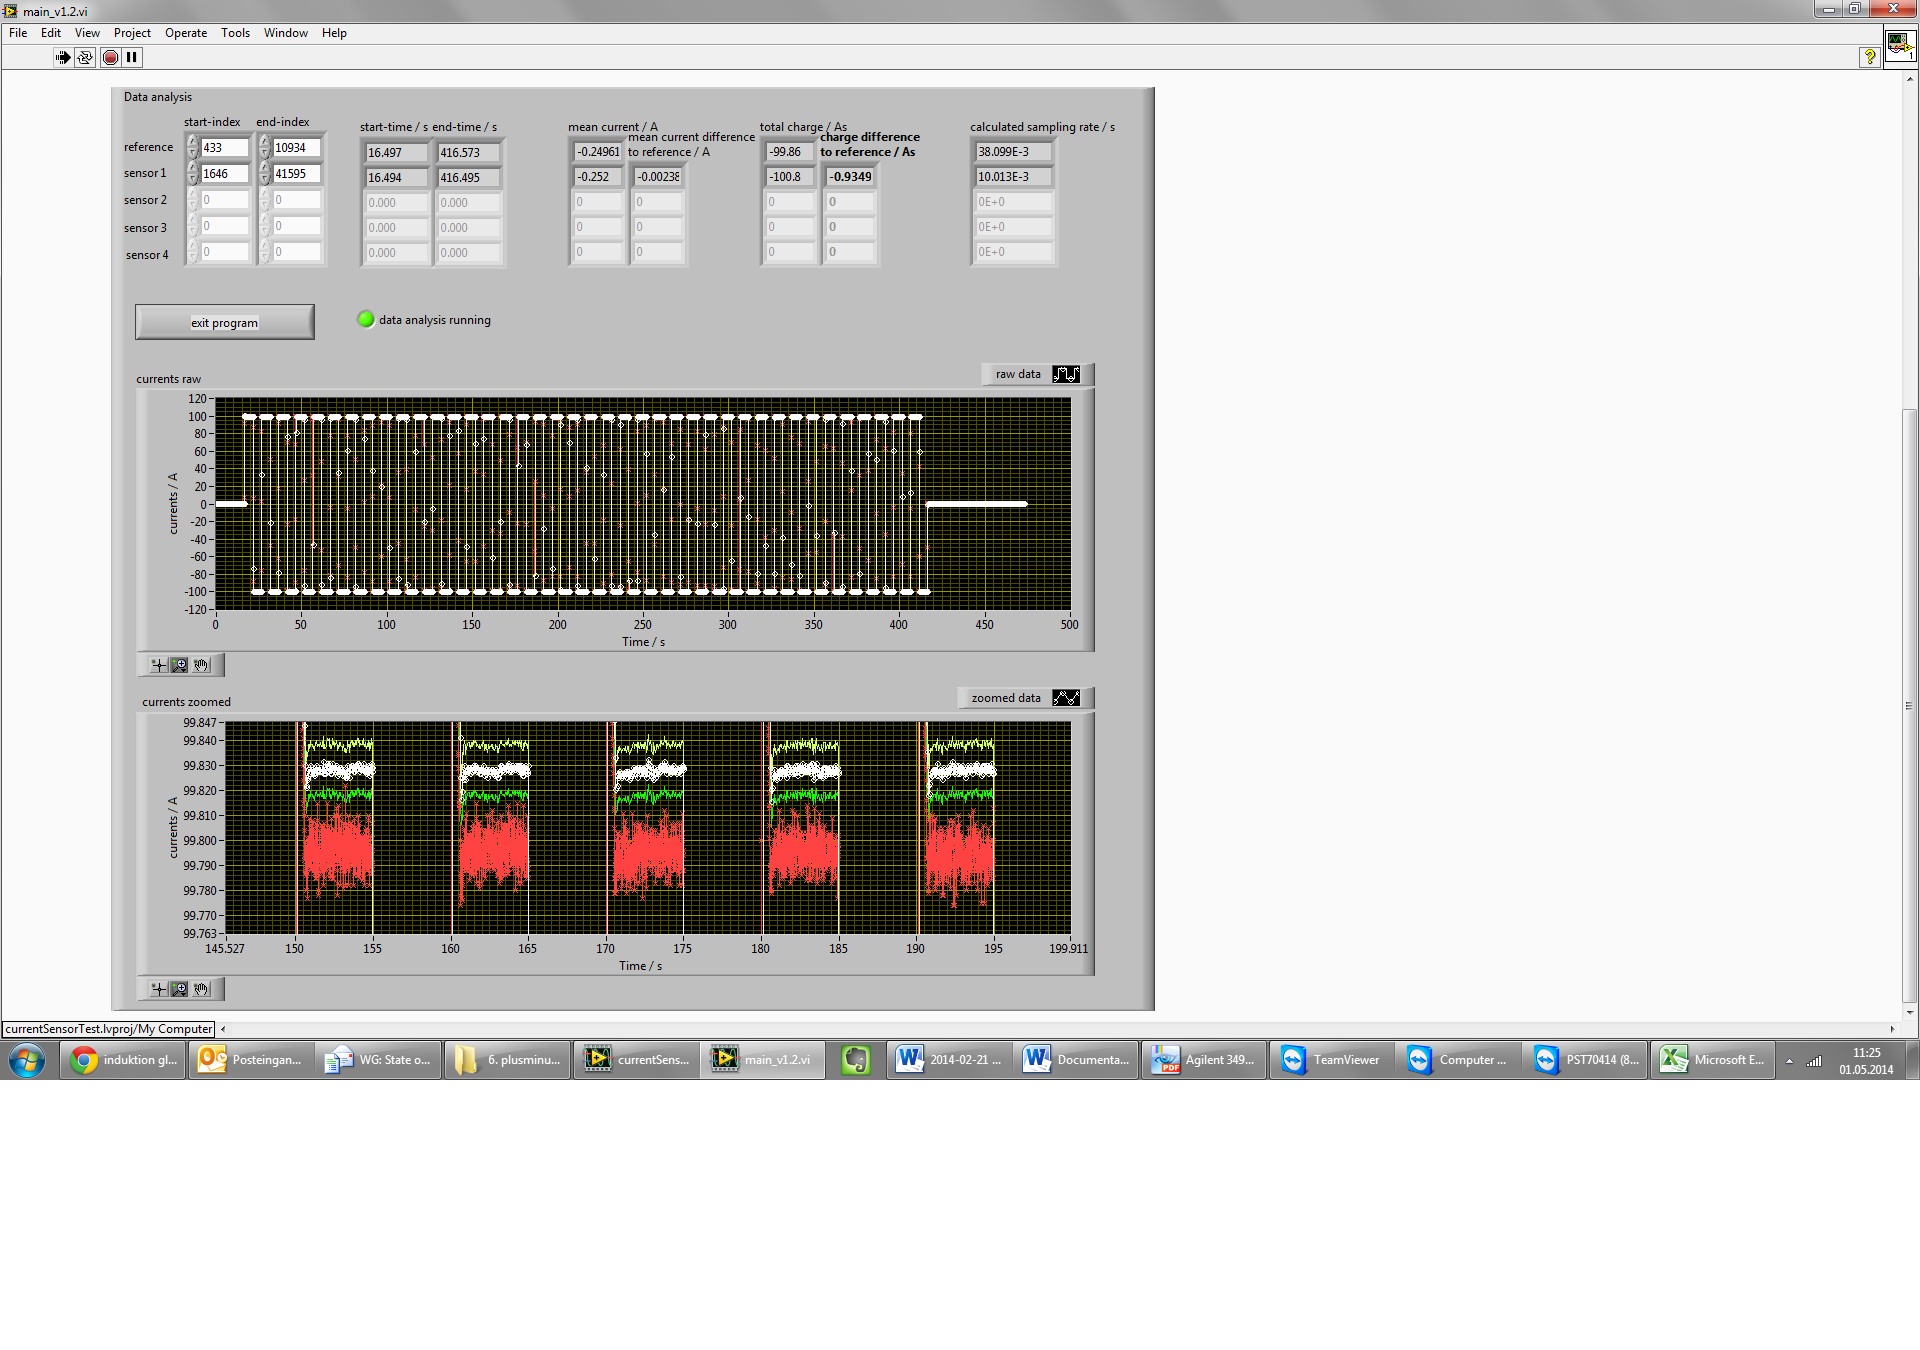 main_v1.2.vi
File Edit View Project Operate Tools Window Help
Data analysis
start-index end-index
start-time / s end-time / s
mean current / A
mean current difference to reference / A
total charge / As
charge difference to reference / As
calculated sampling rate / s
reference 433 10934 16.497 416.573 -0.24961 -99.86 38.099E-3
sensor 1 1646 41595 16.494 416.495 -0.252 -0.00238 -100.8 -0.9349 10.013E-3
sensor 2 0 0 0.000 0.000 0 0 0 0 0E+0
sensor 3 0 0 0.000 0.000 0 0 0 0 0E+0
sensor 4 0 0 0.000 0.000 0 0 0 0 0E+0
exit program
data analysis running
currents raw
raw data
120
100
80
60
40
20
0
-20
-40
-60
-80
-100
-120
currents / A
0 50 100 150 200 250 300 350 400 450 500
Time / s
currents zoomed
zoomed data
99.847
99.840
99.830
99.820
99.810
99.800
99.790
99.780
99.770
99.763
currents / A
145.527 150 155 160 165 170 175 180 185 190 195 199.911
Time / s
currentSensorTest.lvproj/My Computer
induktion gl...
Posteingan...
WG: State o...
6. plusminu...
currentSens...
main_v1.2.vi
2014-02-21 ...
Documenta...
Agilent 349...
TeamViewer
Computer ...
PST70414 (8...
Microsoft E...
11:25
01.05.2014